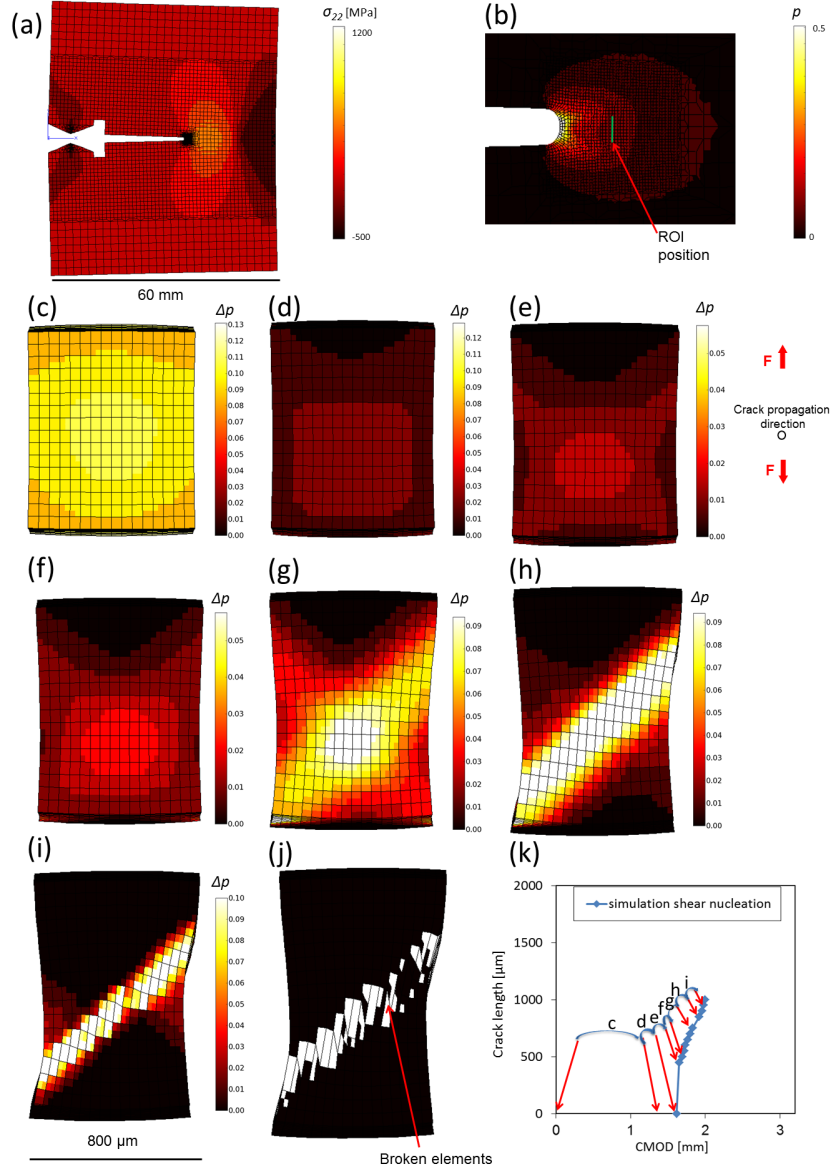 (a)
σ22 [MPa]
1200
-500
60 mm
(b)
p
0.5
0
ROI
position
(c)
Δp
0.13
0.12
0.11
0.10
0.09
0.08
0.07
0.06
0.05
0.04
0.03
0.02
0.01
0.00
(d)
Δp
0.13
0.12
0.11
0.10
0.09
0.08
0.07
0.06
0.05
0.04
0.03
0.02
0.01
0.00
(e)
Δp
0.05
0.04
0.03
0.02
0.01
0.00
F
Crack propagation
direction
O
F
(f)
Δp
0.05
0.04
0.03
0.02
0.01
0.00
(g)
Δp
0.09
0.08
0.07
0.06
0.05
0.04
0.03
0.02
0.01
0.00
(h)
Δp
0.09
0.08
0.07
0.06
0.05
0.04
0.03
0.02
0.01
0.00
(i)
Δp
0.10
0.09
0.08
0.07
0.06
0.05
0.04
0.03
0.02
0.01
0.00
800 µm
(j)
Broken elements
(k)
2000
1500
1000
500
0
Crack length [µm]
simulation shear nucleation
c
d
e
f
g
h
i
0 1 2 3
CMOD [mm]